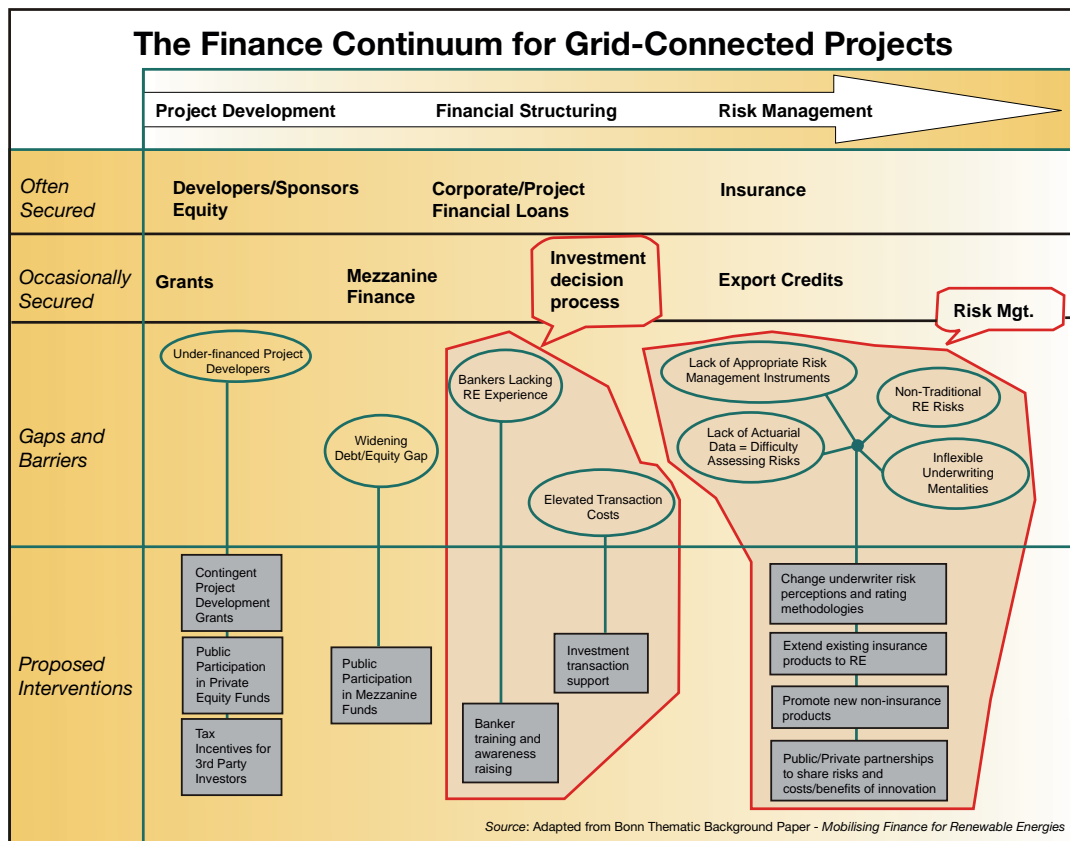 The Finance Continuum for Grid-Connected Projects
Project Development
Financial Structuring
Risk Management
Often
Secured
Developers/Sponsors
Equity
Corporate/Project
Financial Loans
Insurance
Occasionally
Secured
Grants
Mezzanine
Finance
Investment
decision
process
Export Credits
Risk Mgt.
Gaps and
Barriers
Under-financed Project
Developers
Widening
Debt/Equity Gap
Bankers Lacking
RE Experience
Elevated Transaction
Costs
Lack of Appropriate Risk
Management Instruments
Non-Traditional
RE Risks
Lack of Actuarial
Data = Difficulty
Assessing Risks
Inflexible
Underwriting
Mentalities
Proposed
Interventions
Contingent
Project
Development
Grants
Public
Participation
in Private
Equity Funds
Tax
Incentives for
3rd Party
Investors
Public
Participation
in Mezzanine
Funds
Banker
training and
awareness
raising
Investment
transaction
support
Change underwriter risk
perceptions and rating
methodologies
Extend existing insurance
products to RE
Promote new non-insurance
products
Public/Private partnerships
to share risks and
costs/benefits of innovation
Source: Adapted from Bonn Thematic Background Paper - Mobilising Finance for Renewable Energies